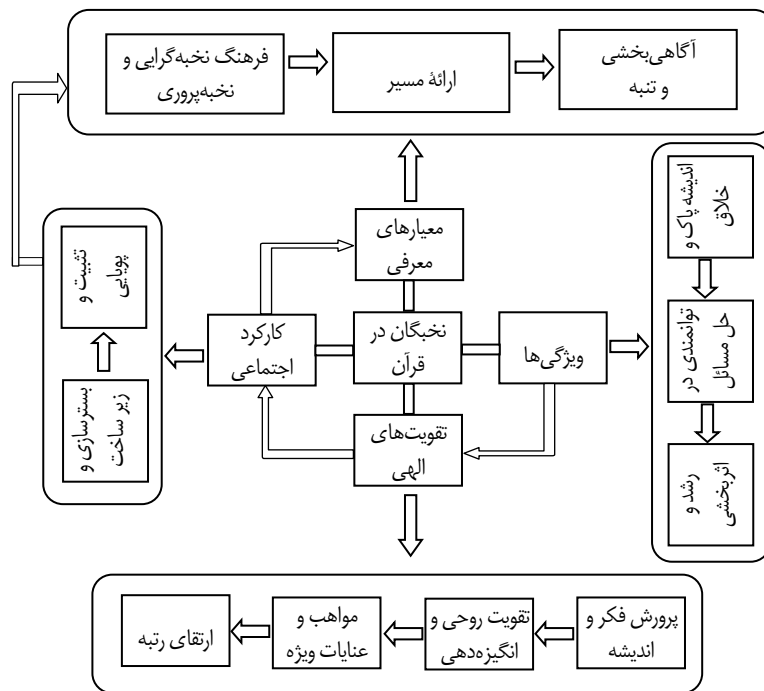 آگاهی‌بخشی
و تنبه
ارائهٔ مسیر
فرهنگ نخبه‌گرایی و
نخبه‌پروری
اندیشه پاک و
خلاق
توانمندی در
حل مسائل
رشد و
اثربخشی
معیارهای
معرفی
نخبگان در
قرآن
ویژگی‌ها
کارکرد
اجتماعی
تقویت‌های
الهی
تثبیت و
پویایی
بسترسازی و
زیر ساخت
پرورش فکر و
اندیشه
تقویت روحی و
انگیزه‌دهی
مواهب و
عنایات ویژه
ارتقای رتبه